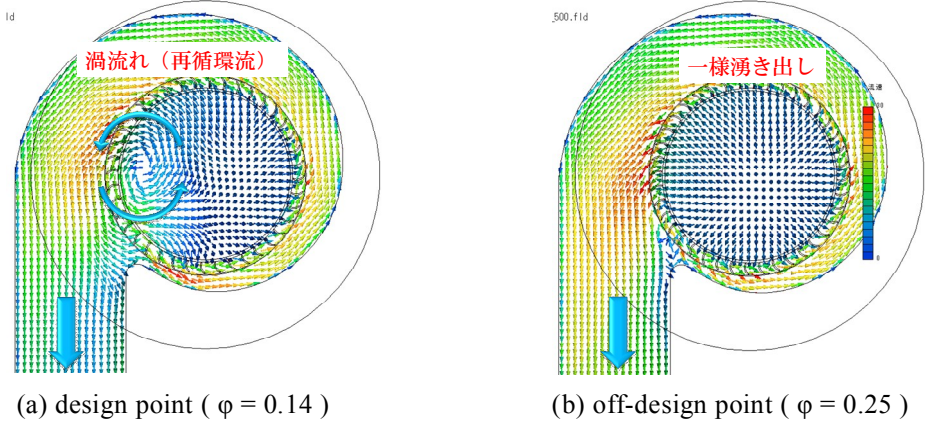 ld
渦流れ（再循環流）
_500.fld
一様湧き出し
流速
0
(a) design point ( φ = 0.14 )
(b) off-design point ( φ = 0.25 )